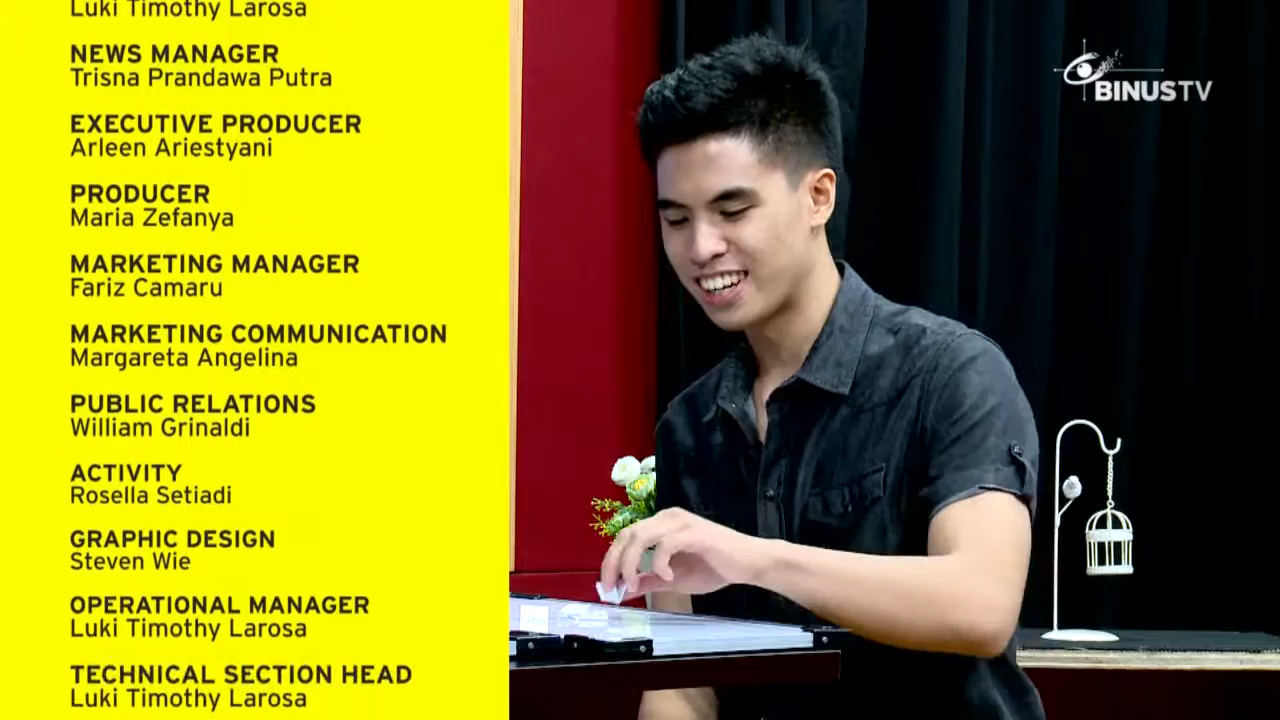 Luki Timothy Larosa
NEWS MANAGER
Trisna Prandawa Putra
EXECUTIVE PRODUCER
Arleen Ariestyani
PRODUCER
Maria Zefanya
MARKETING MANAGER
Fariz Camaru
MARKETING COMMUNICATION
Margareta Angelina
PUBLIC RELATIONS
William Grinaldi
ACTIVITY
Rosella Setiadi
GRAPHIC DESIGN
Steven Wie
OPERATIONAL MANAGER
Luki Timothy Larosa
TECHNICAL SECTION HEAD
Luki Timothy Larosa
BINUSTV